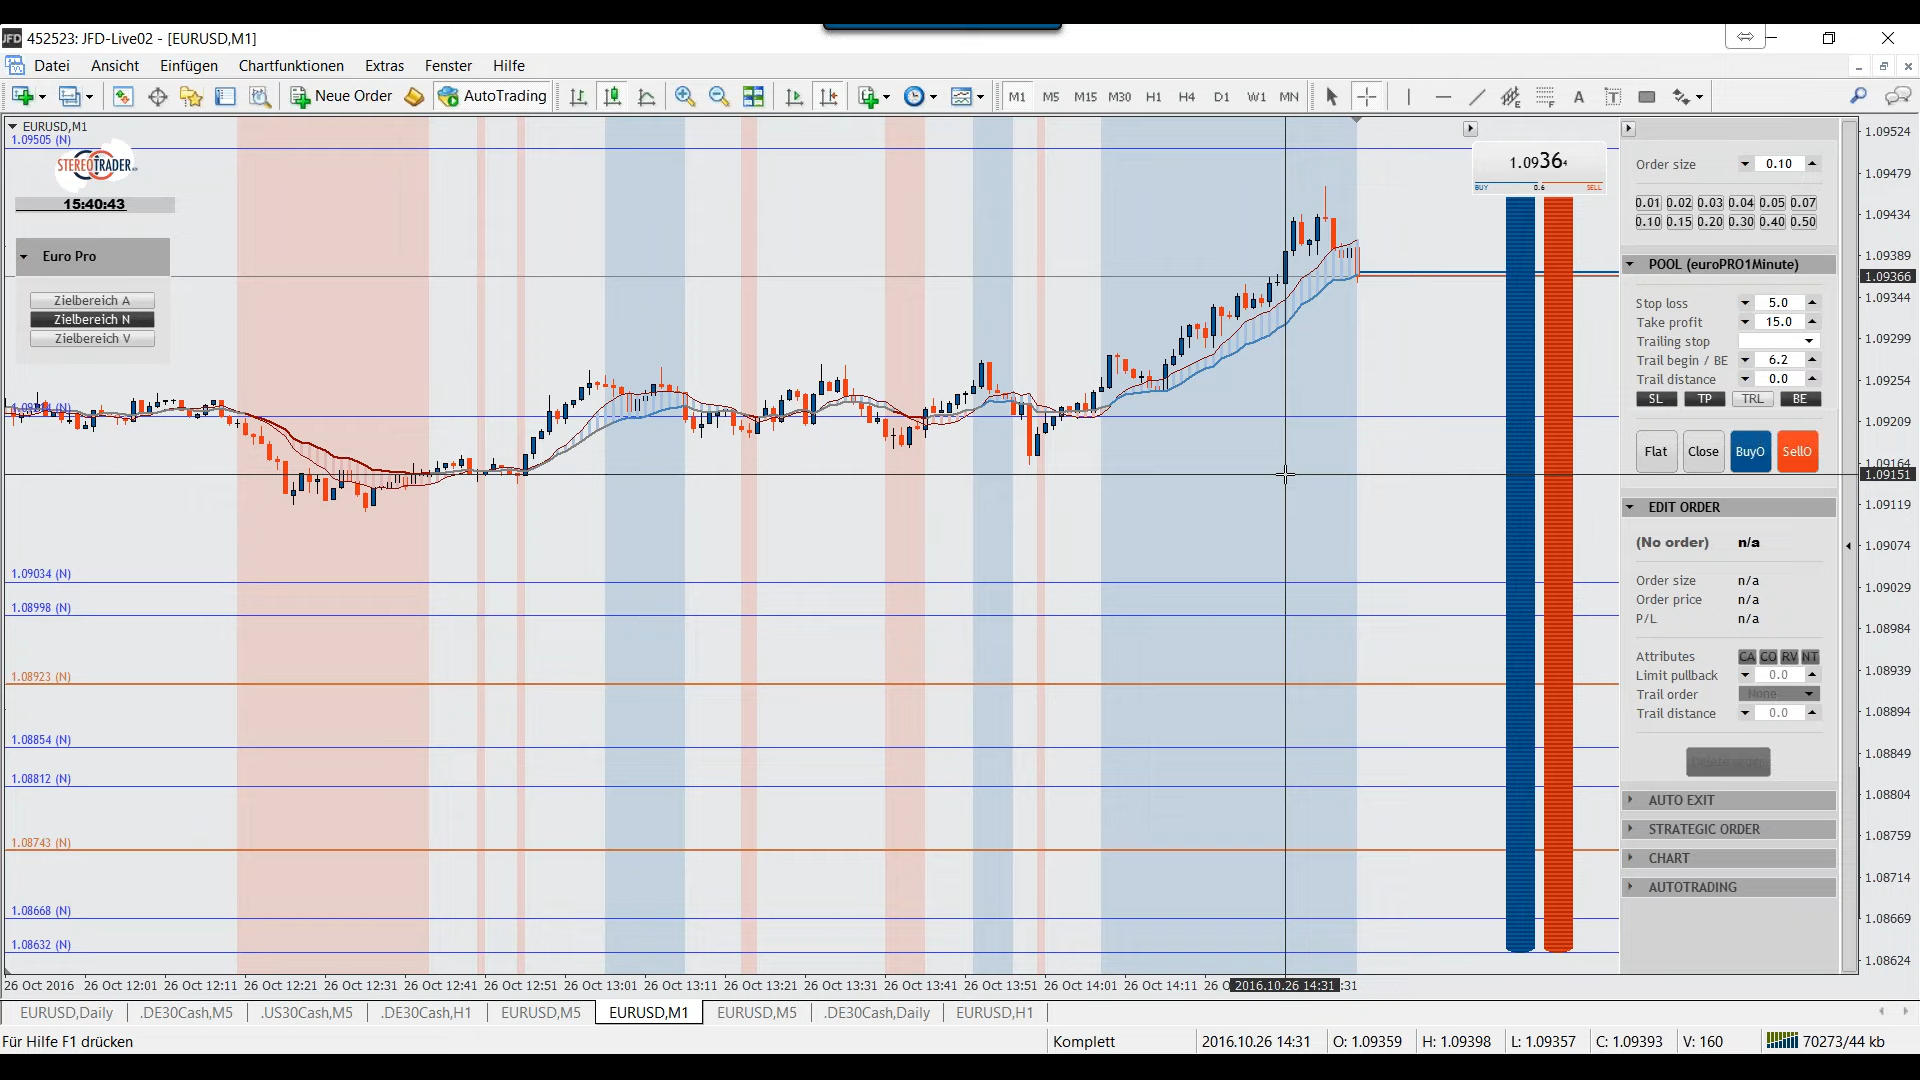 JFD 452523: JFD-Live02 - [EURUSD,M1]
Datei Ansicht Einfügen Chartfunktionen Extras Fenster Hilfe
Neue Order AutoTrading M1 M5 M15 M30 H1 H4 D1 W1 MN A T
EURUSD,M1
1.09505 (N)
STEREOTRADER
15:40:43
Euro Pro
Zielbereich A
Zielbereich N
Zielbereich V
1.09034 (N)
1.08998 (N)
1.08923 (N)
1.08854 (N)
1.08812 (N)
1.08743 (N)
1.08668 (N)
1.08632 (N)
1.09364
BUY 0.6 SELL
Order size 0.10
0.01 0.02 0.03 0.04 0.05 0.07
0.10 0.15 0.20 0.30 0.40 0.50
POOL (euroPRO1Minute)
Stop loss 5.0
Take profit 15.0
Trailing stop
Trail begin / BE 6.2
Trail distance 0.0
SL TP TRL BE
Flat Close BuyO SellO
EDIT ORDER
(No order) n/a
Order size n/a
Order price n/a
P/L n/a
Attributes CA CO RV NT
Limit pullback 0.0
Trail order None
Trail distance 0.0
AUTO EXIT
STRATEGIC ORDER
CHART
AUTOTRADING
1.09524
1.09479
1.09434
1.09389
1.09366
1.09344
1.09299
1.09254
1.09209
1.09164
1.09151
1.09119
1.09074
1.09029
1.08984
1.08939
1.08894
1.08849
1.08804
1.08759
1.08714
1.08669
1.08624
26 Oct 2016 26 Oct 12:01 26 Oct 12:11 26 Oct 12:21 26 Oct 12:31 26 Oct 12:41 26 Oct 12:51 26 Oct 13:01 26 Oct 13:11 26 Oct 13:21 26 Oct 13:31 26 Oct 13:41 26 Oct 13:51 26 Oct 14:01 26 Oct 14:11 26 O 2016.10.26 14:31 :31
EURUSD,Daily .DE30Cash,M5 .US30Cash,M5 .DE30Cash,H1 EURUSD,M5 EURUSD,M1 EURUSD,M5 .DE30Cash,Daily EURUSD,H1
Für Hilfe F1 drücken Komplett 2016.10.26 14:31 O: 1.09359 H: 1.09398 L: 1.09357 C: 1.09393 V: 160 70273/44 kb